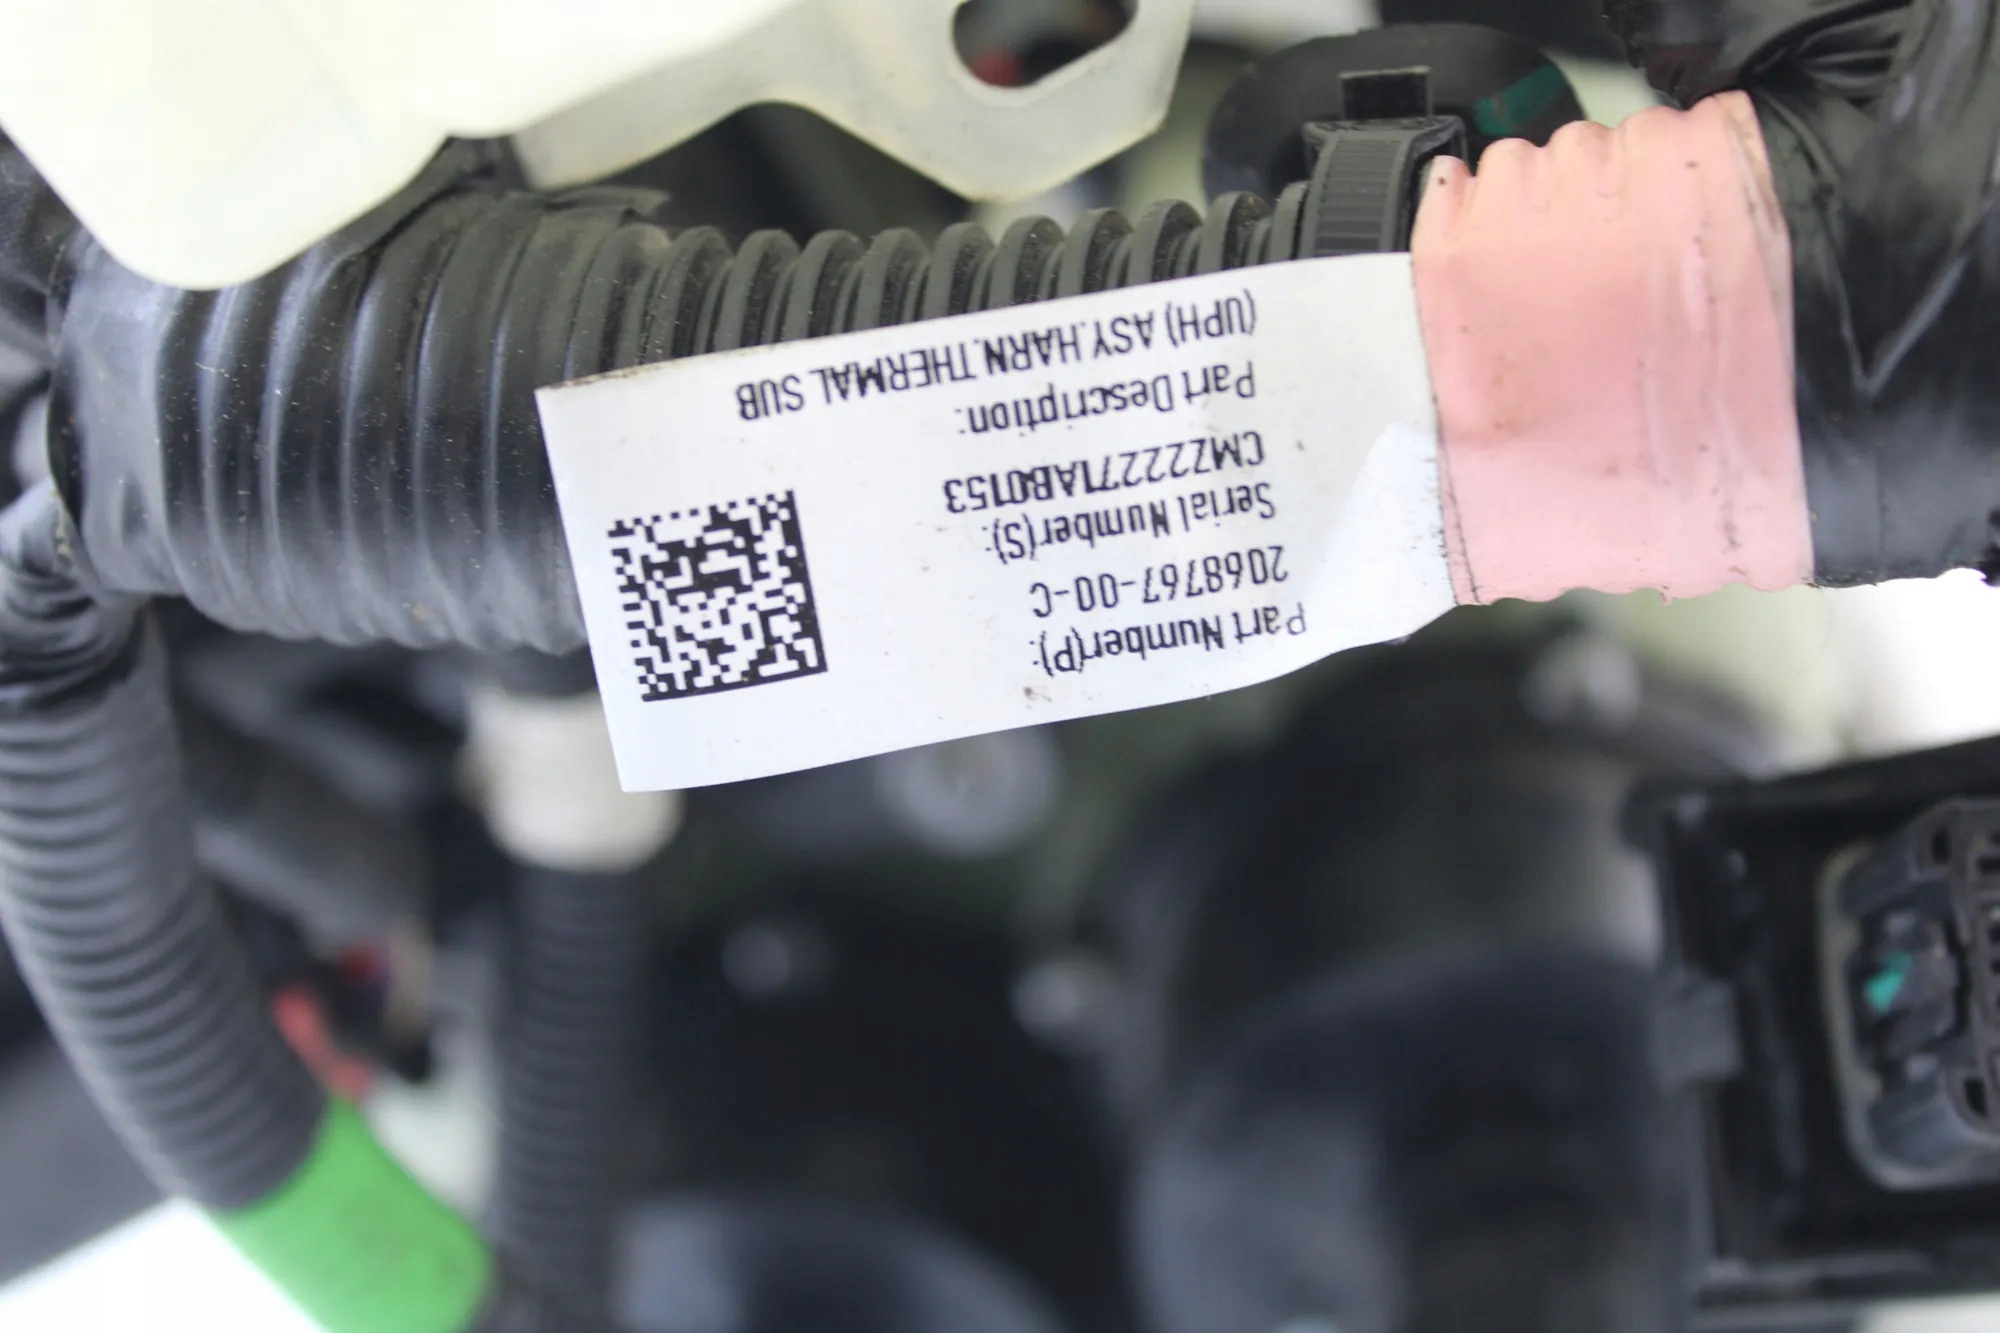 Part Number(P):
2068767-00-C
Serial Number(S):
CMZ22271AB0153
Part Description:
(UPH) ASY.HARN.THERMAL SUB